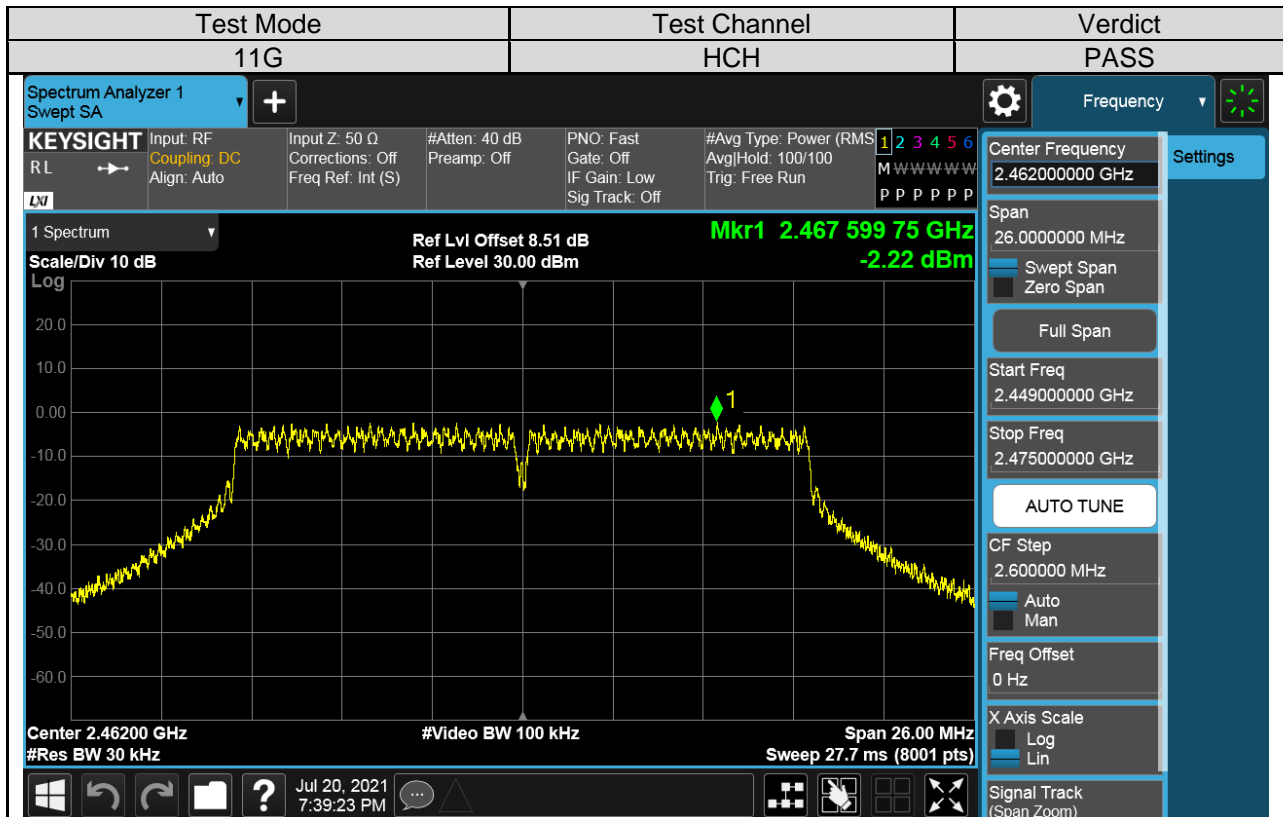 Test Mode Test Channel Verdict
11G HCH PASS
Spectrum Analyzer 1
Swept SA
Frequency
KEYSIGHT
R L
LXI
Input: RF
Coupling: DC
Align: Auto
Input Z: 50 Ω
Corrections: Off
Freq Ref: Int (S)
#Atten: 40 dB
Preamp: Off
PNO: Fast
Gate: Off
IF Gain: Low
Sig Track: Off
#Avg Type: Power (RMS
Avg|Hold: 100/100
Trig: Free Run
1 2 3 4 5 6
M W W W W W
P P P P P P
1 Spectrum
Scale/Div 10 dB
Ref Lvl Offset 8.51 dB
Ref Level 30.00 dBm
Mkr1 2.467 599 75 GHz
-2.22 dBm
Log
20.0
10.0
0.00
-10.0
-20.0
-30.0
-40.0
-50.0
-60.0
1
Center 2.46200 GHz
#Res BW 30 kHz
#Video BW 100 kHz
Span 26.00 MHz
Sweep 27.7 ms (8001 pts)
Center Frequency
2.462000000 GHz
Settings
Span
26.0000000 MHz
Swept Span
Zero Span
Full Span
Start Freq
2.449000000 GHz
Stop Freq
2.475000000 GHz
AUTO TUNE
CF Step
2.600000 MHz
Auto
Man
Freq Offset
0 Hz
X Axis Scale
Log
Lin
Signal Track
(Span Zoom)
?
Jul 20, 2021
7:39:23 PM